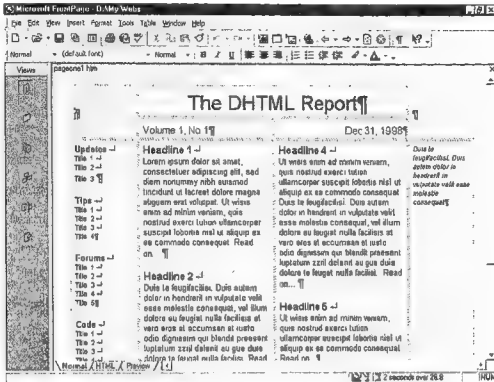 Microsoft FrontPage - D:\My Webs
File Edit View Insert Format Tools Table Window Help
Normal (default font) Normal B I U A
Views pageone1.htm
The DHTML Report¶
Volume 1, No 1¶ Dec 31, 1998¶
Updates
Title 1
Title 2
Title 3 ¶
Tips
Title 1
Title 2
Title 3
Title 4¶
Forums
Title 1
Title 2
Title 3
Title 4
Title 5¶
Code
Title 1
Title 2
Title 3
Headline 1
Lorem ipsum dolor sit amet,
consectetuer adipiscing elit, sed
diem nonummy nibh euismod
tincidunt ut lacreet dolore magna
aliguam erat volutpat. Ut wisis
enim ad minim veniam, quis
nostrud exerci tution ullamcorper
suscipit lobortis nisl ut aliquip ex
ea commodo consequat. Read
on. ¶
Headline 2
Duis te feugifacilisi. Duis autem
dolor in hendrerit in vulputate velit
esse molestie consequat, vel illum
dolore eu feugiat nulla facilisis at
vero eros et accumsan et iusto
odio dignissim qui blandit praesent
luptatum zzril delenit au gue duis
dolore te feugat nulla facilisi. Read
Headline 4
Ut wisis enim ad minim veniam,
quis nostrud exerci tution
ullamcorper suscipit lobortis nisl ut
aliquip ex ea commodo consequat.
Duis te feugifacilisi. Duis autem
dolor in hendrerit in vulputate velit
esse molestie consequat, vel illum
dolore eu feugiat nulla facilisis at
vero eros et accumsan et iusto
odio dignissim qui blandit praesent
luptatum zzril delenit au gue duis
dolore te feugat nulla facilisi. Read
on... ¶
Headline 5
Ut wisis enim ad minim veniam,
quis nostrud exerci tution
ullamcorper suscipit lobortis nisl ut
aliquip ex ea commodo consequat
Read on. ¶
Duis te
feugifacilisi. Duis
autem dolor in
hendrerit in
vulputate velit esse
molestie
consequat¶
Normal HTML Preview
2 seconds over 28.8 NUM